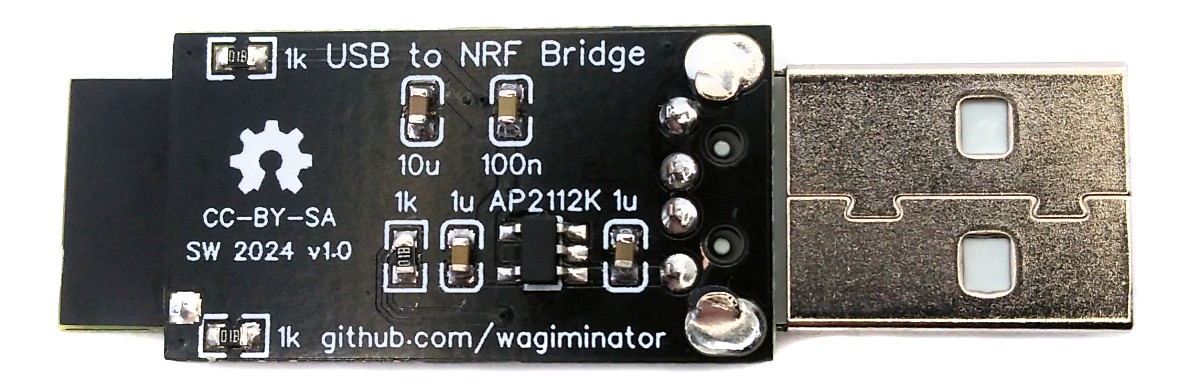 1k USB to NRF Bridge
10u 100n
1k 1u AP2112K 1u
CC-BY-SA
SW 2024 v1.0
1k github.com/wagiminator